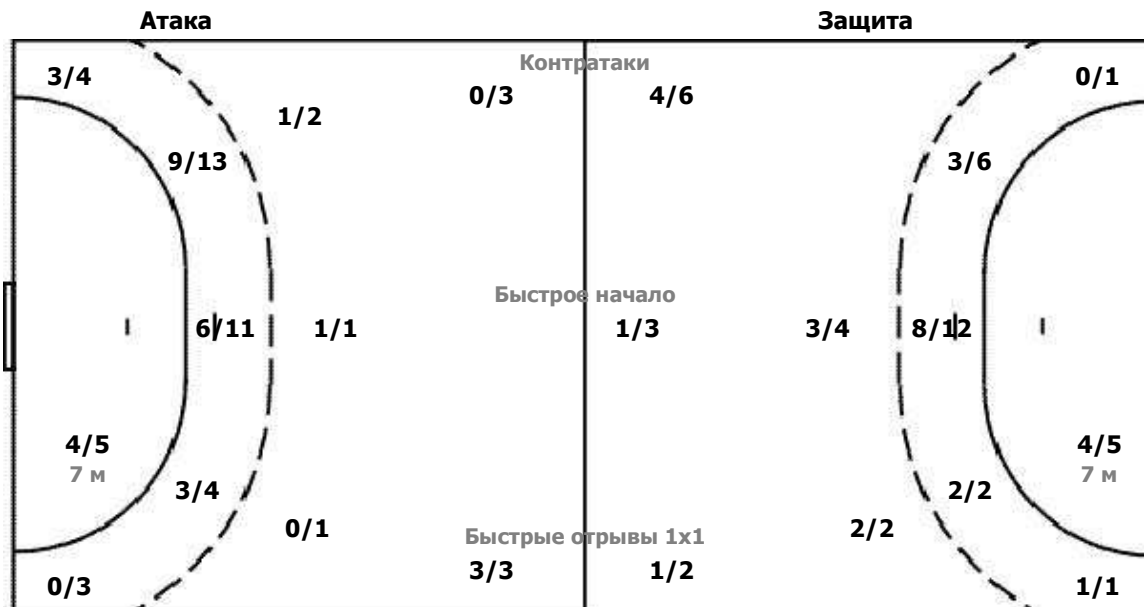 Атака Защита
Контратаки
3/4 0/3 4/6 0/1
1/2
9/13 3/6
Быстрое начало
6/11 1/1 1/3 3/4 8/12
4/5 4/5
7 м 7 м
3/4 2/2
0/1 Быстрые отрывы 1x1 2/2
3/3 1/2
0/3 1/1